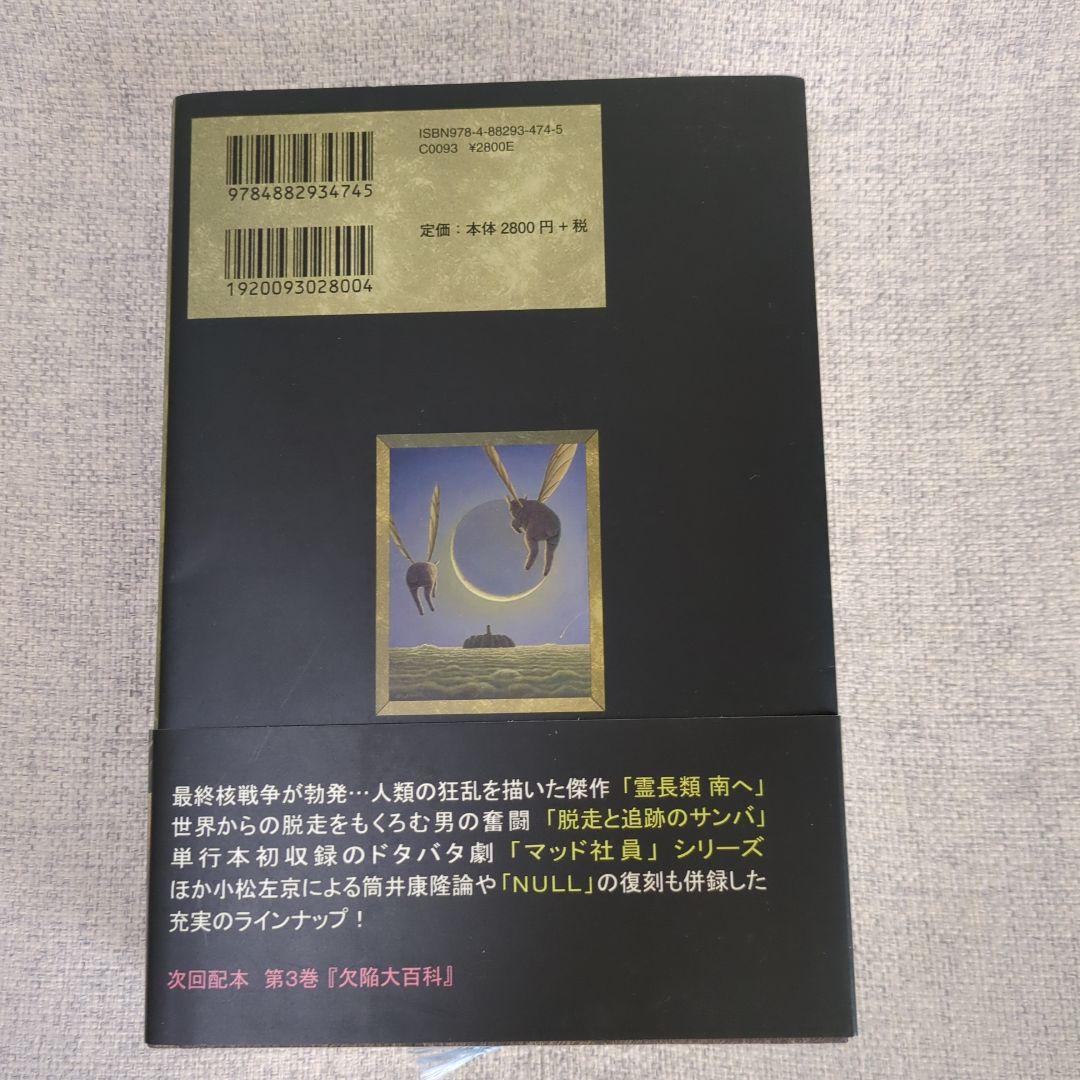 ISBN978-4-88293-474-5
C0093 ¥2800E
9784882934745
定価：本体2800円+税
1920093028004
最終核戦争が勃発…人類の狂乱を描いた傑作「霊長類 南へ」
世界からの脱走をもくろむ男の奮闘「脱走と追跡のサンバ」
単行本初収録のドタバタ劇「マッド社員」シリーズ
ほか小松左京による筒井康隆論や「NULL」の復刻も併録した
充実のラインナップ！
次回配本 第3巻『欠陥大百科』